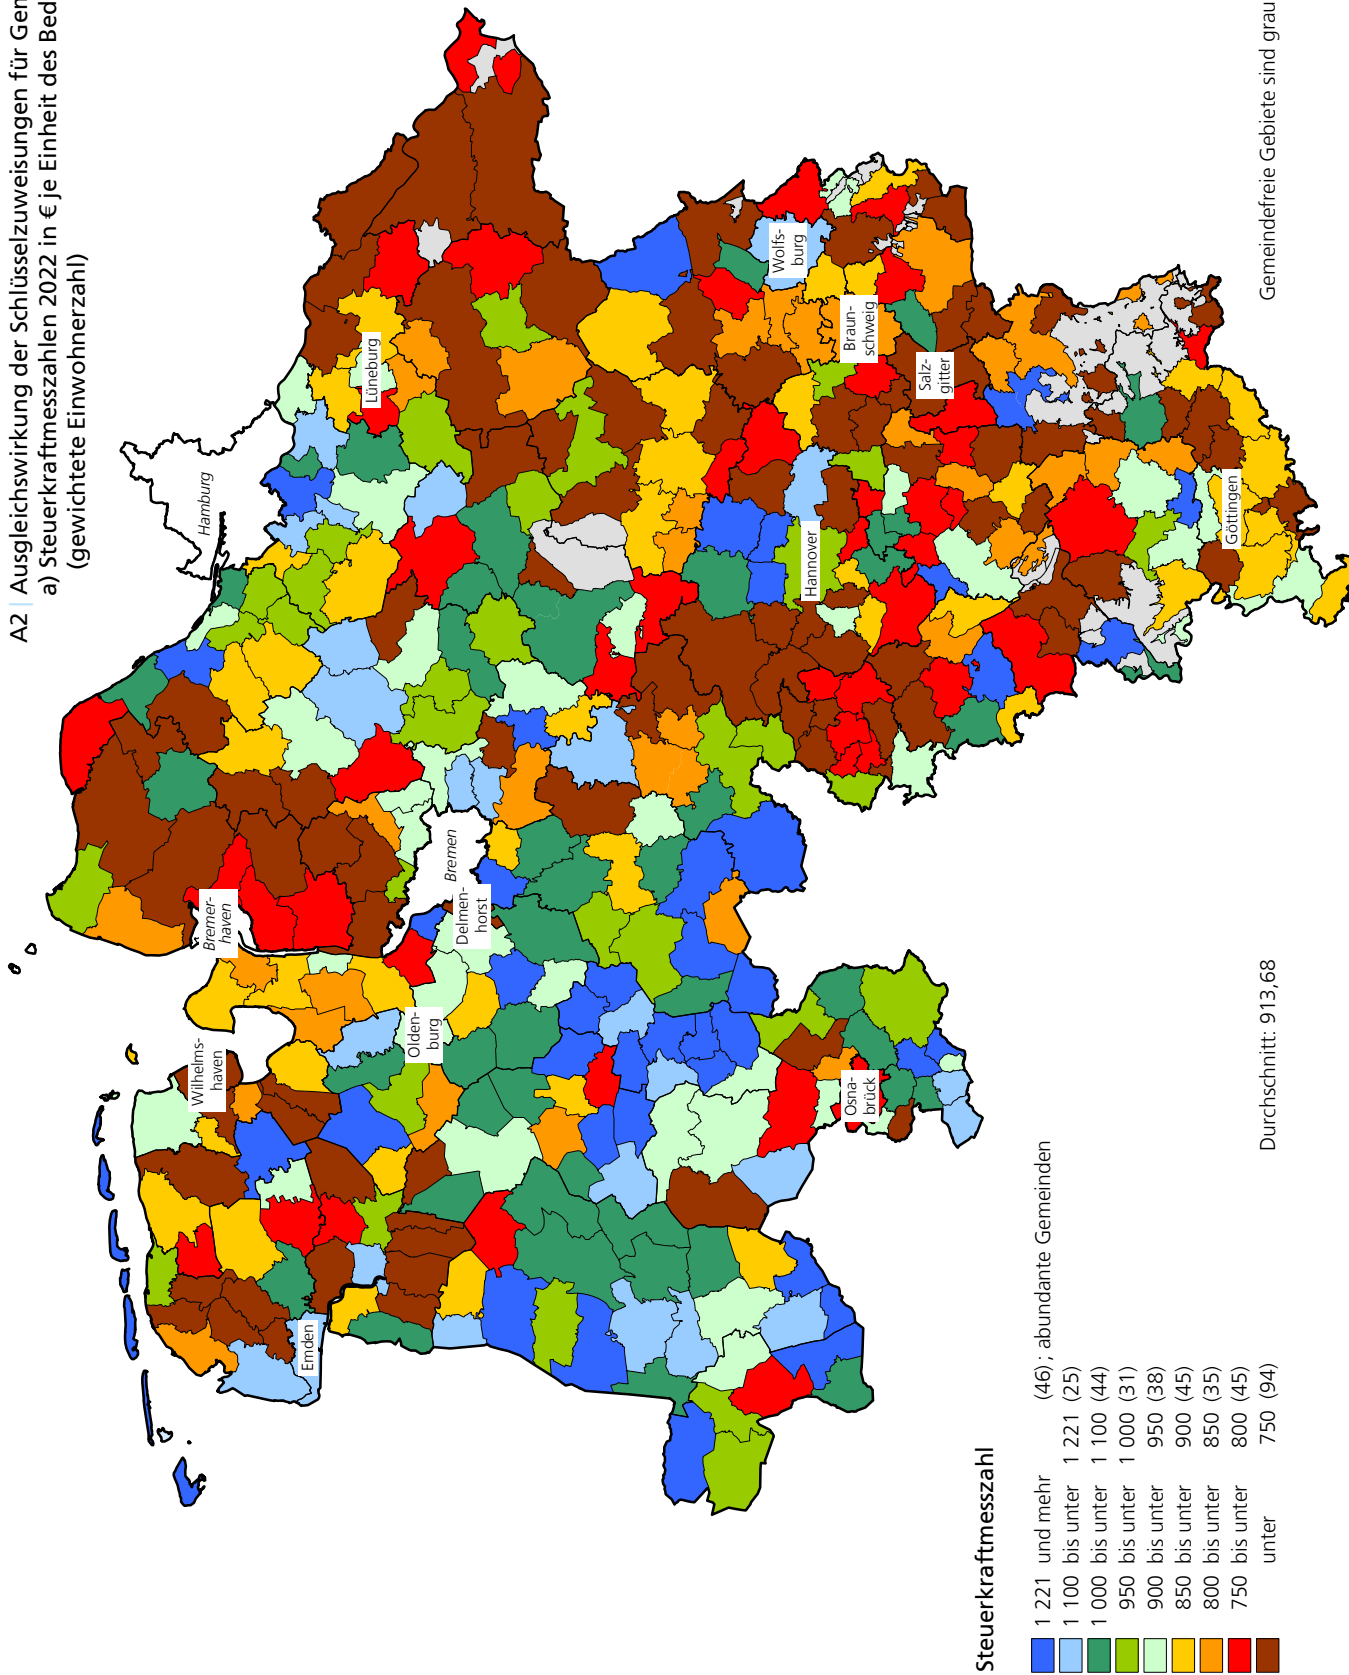 A2 | Ausgleichswirkung der Schlüsselzuweisungen für Gen
a) Steuerkraftmesszahlen 2022 in € je Einheit des Bed
(gewichtete Einwohnerzahl)
Hamburg
Lüneburg
Bremer-
haven
Wilhelms-
haven
Emden
Olden-
burg
Bremen
Delmen-
horst
Wolfs-
burg
Braun-
schweig
Salz-
gitter
Hannover
Osna-
brück
Göttingen
Steuerkraftmesszahl
1 221 und mehr (46) ; abundante Gemeinden
1 100 bis unter 1 221 (25)
1 000 bis unter 1 100 (44)
950 bis unter 1 000 (31)
900 bis unter 950 (38)
850 bis unter 900 (45)
800 bis unter 850 (35)
750 bis unter 800 (45)
unter 750 (94)
Durchschnitt: 913,68
Gemeindefreie Gebiete sind grau